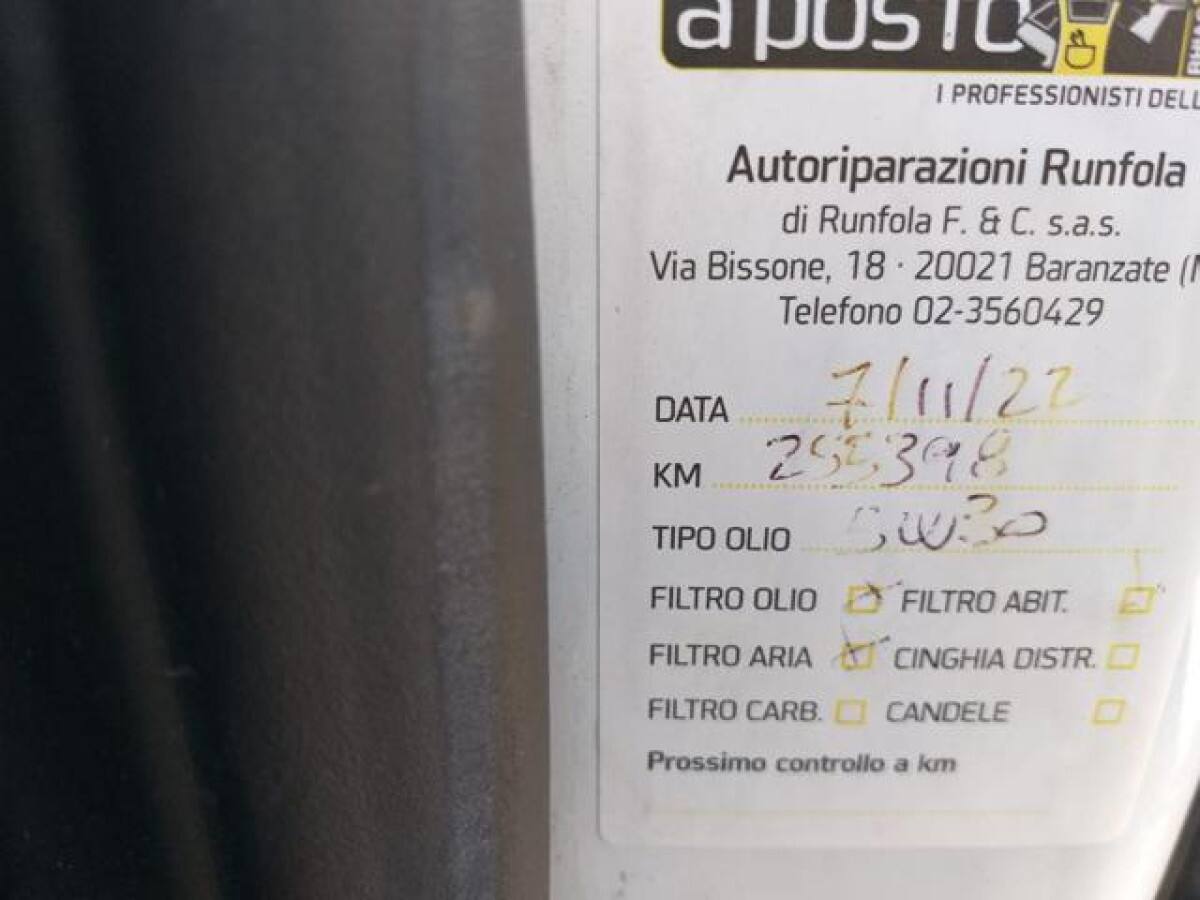 a posto
I PROFESSIONISTI DELL
Autoriparazioni Runfola
di Runfola F. & C. s.a.s.
Via Bissone, 18 · 20021 Baranzate (M
Telefono 02-3560429
DATA 7/11/22
KM 255398
TIPO OLIO 5W30
FILTRO OLIO FILTRO ABIT.
FILTRO ARIA CINGHIA DISTR.
FILTRO CARB. CANDELE
Prossimo controllo a km